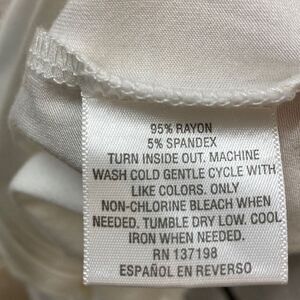 95% RAYON
5% SPANDEX
TURN INSIDE OUT. MACHINE
WASH COLD GENTLE CYCLE WITH
LIKE COLORS. ONLY
NON-CHLORINE BLEACH WHEN
NEEDED. TUMBLE DRY LOW. COOL
IRON WHEN NEEDED.
RN 137198
ESPAÑOL EN REVERSO